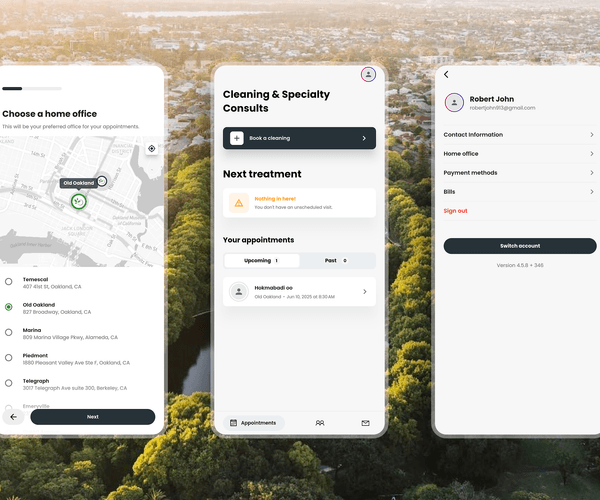 Choose a home office
This will be your preferred office for your appointments.
Old Oakland
Temescal
407 41st St, Oakland, CA
Old Oakland
827 Broadway, Oakland, CA
Marina
809 Marina Village Pkwy, Alameda, CA
Piedmont
1880 Pleasant Valley Ave Ste F, Oakland, CA
Telegraph
3017 Telegraph Ave suite 300, Berkeley, CA
Emeryville
Next
Cleaning & Specialty
Consults
Book a cleaning
Next treatment
Nothing in here!
You don't have an unscheduled visit.
Your appointments
Upcoming 1
Past 0
Hokmabadi oo
Old Oakland - Jun 10, 2025 at 8:30 AM
Appointments
Robert John
robertjohn913@gmail.com
Contact Information
Home office
Payment methods
Bills
Sign out
Switch account
Version 4.5.8 + 346